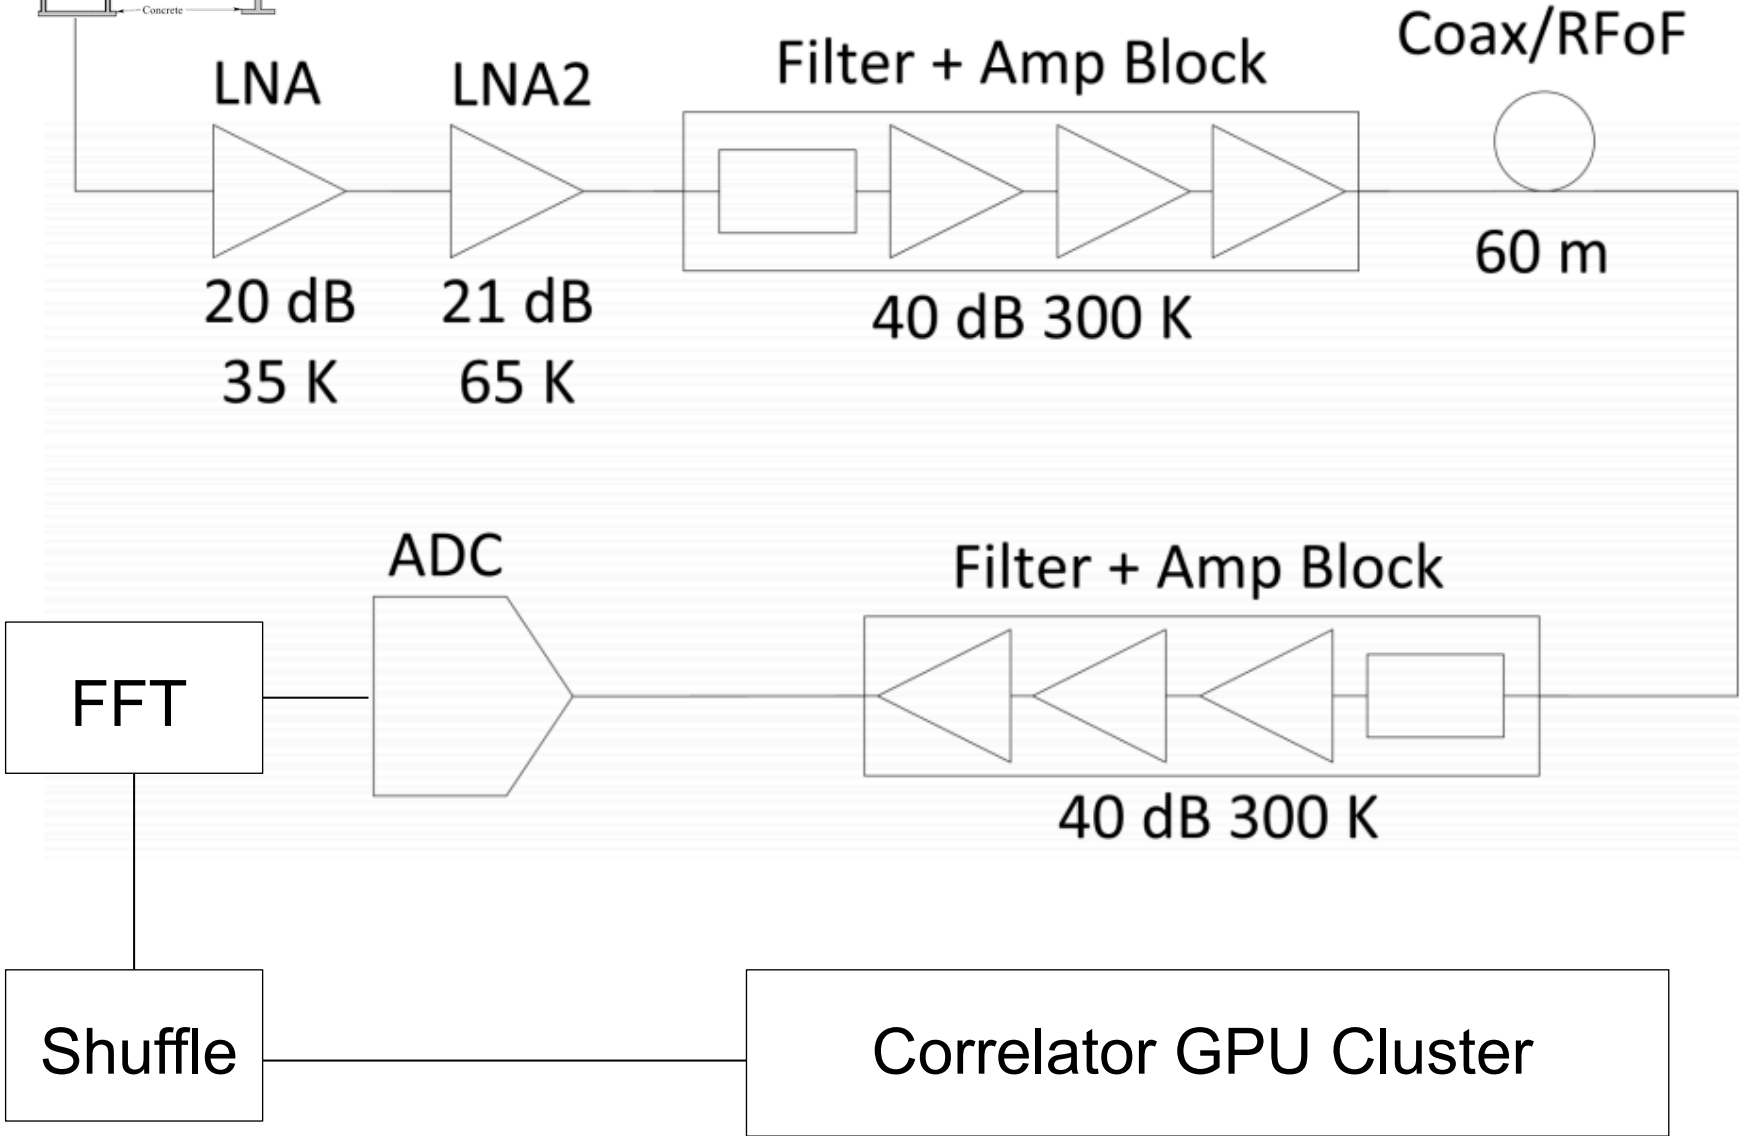 Concrete
Coax/RFoF
Filter + Amp Block
LNA
LNA2
20 dB
35 K
21 dB
65 K
40 dB 300 K
60 m
ADC
Filter + Amp Block
FFT
40 dB 300 K
Shuffle
Correlator GPU Cluster